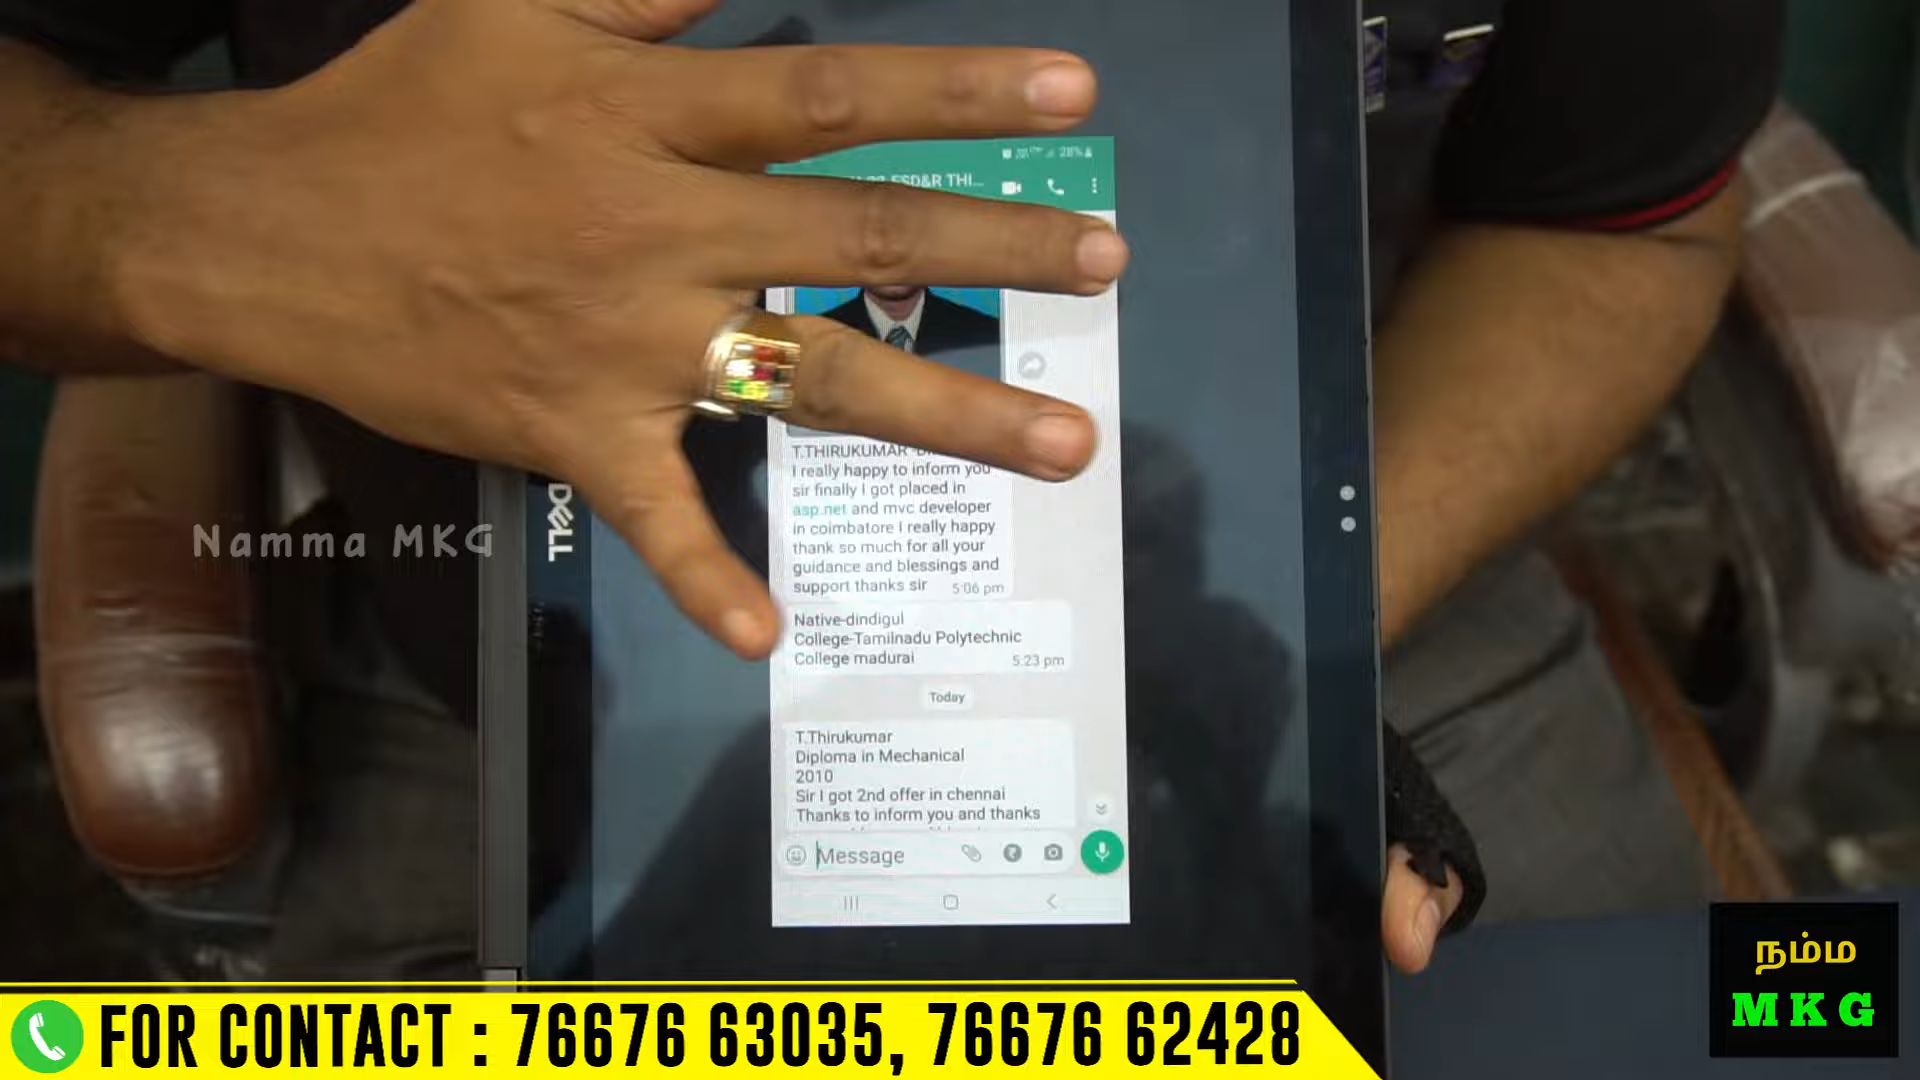 28%
ESD&R THI...
T.THIRUKUMAR
I really happy to inform you
sir finally I got placed in
asp.net and mvc developer
in coimbatore I really happy
thank so much for all your
guidance and blessings and
support thanks sir 5:06 pm
Native-dindigul
College-Tamilnadu Polytechnic
College madurai 5:23 pm
Today
T.Thirukumar
Diploma in Mechanical
2010
Sir I got 2nd offer in chennai
Thanks to inform you and thanks
Message
DELL
Namma MKG
FOR CONTACT : 76676 63035, 76676 62428
நம்ம
MKG